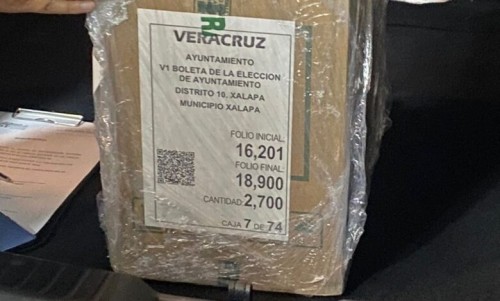 VERACRUZ
AYUNTAMIENTO
V1 BOLETA DE LA ELECCION
DE AYUNTAMIENTO
DISTRITO 10. XALAPA
MUNICIPIO XALAPA
FOLIO INICIAL:
16,201
FOLIO FINAL:
18,900
CANTIDAD: 2,700
CAJA 7 DE 74